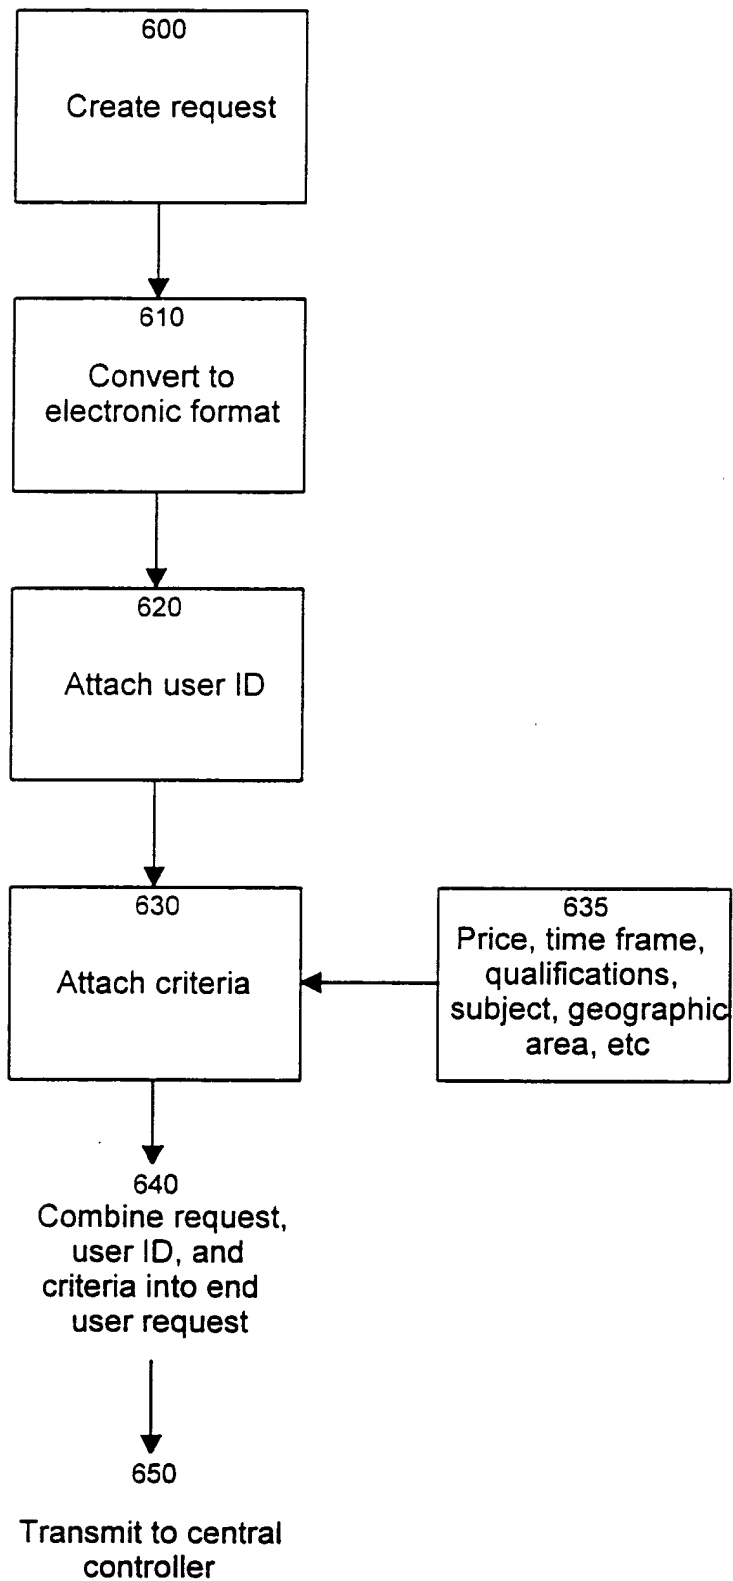 600
Create request
610
Convert to
electronic format
620
Attach user ID
630
Attach criteria
635
Price, time frame,
qualifications,
subject, geographic
area, etc
640
Combine request,
user ID, and
criteria into end
user request
650
Transmit to central
controller